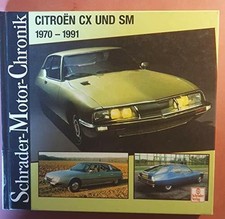 CITROËN CX UND SM
1970 – 1991
Schrader-Motor-Chronik